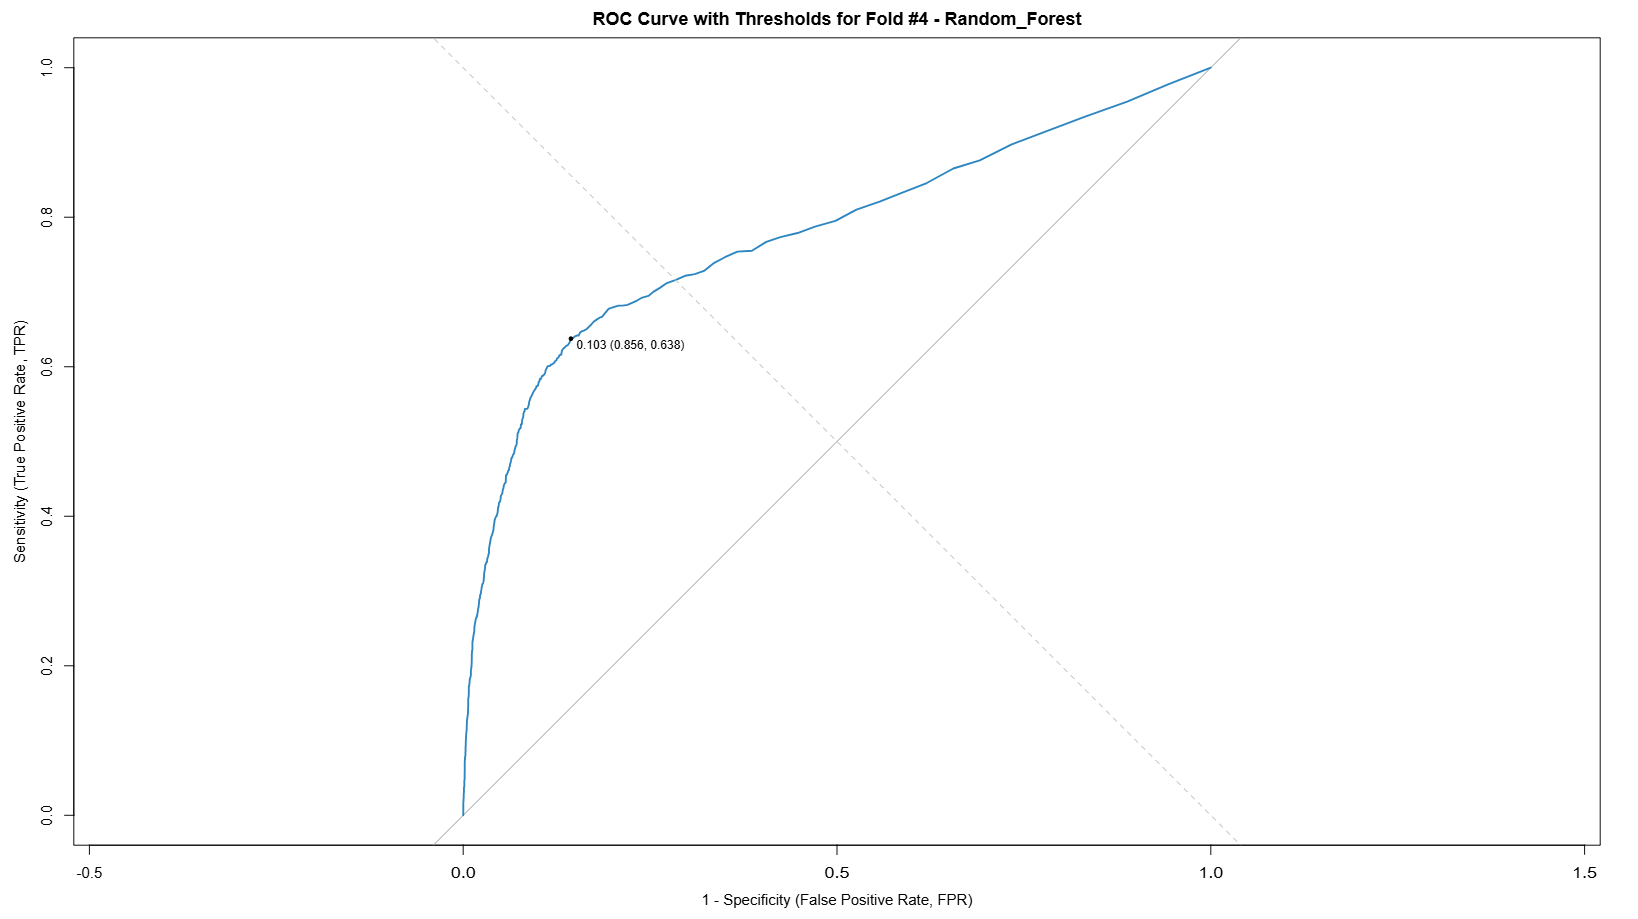 ROC Curve with Thresholds for Fold #4 - Random_Forest
Sensitivity (True Positive Rate, TPR)
1.0
0.8
0.6
0.4
0.2
0.0
0.103 (0.856, 0.638)
-0.5
0.0
0.5
1.0
1.5
1 - Specificity (False Positive Rate, FPR)